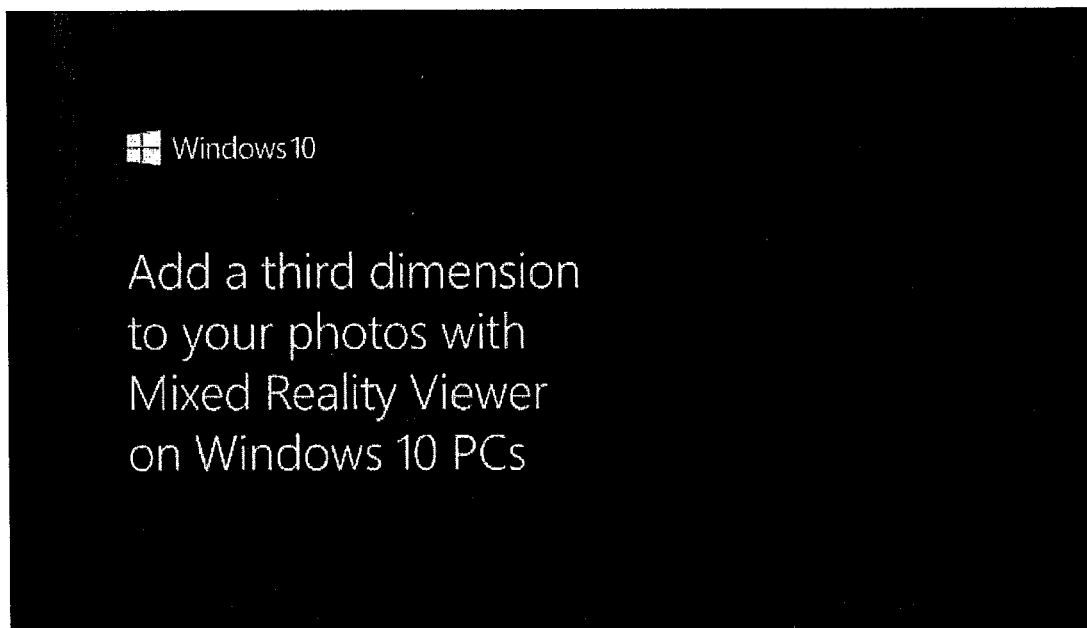 Windows 10
Add a third dimension
to your photos with
Mixed Reality Viewer
on Windows 10 PCs